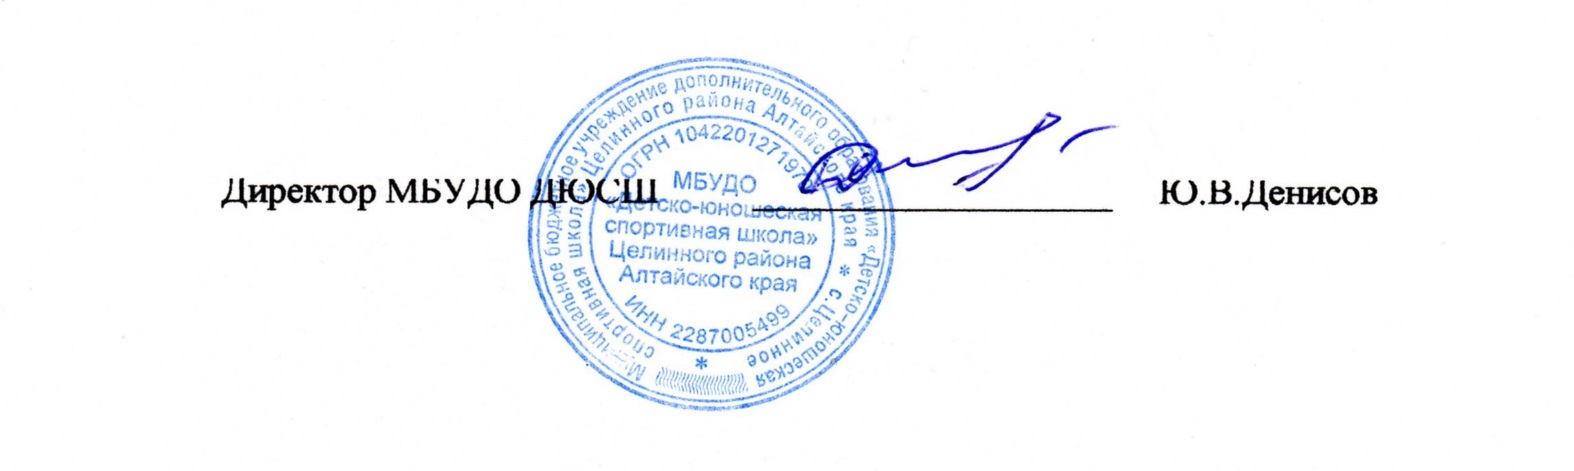 Директор МБУДО ДЮСШ Ю.В.Денисов
Муниципальное бюджетное учреждение дополнительного образования «Детско-юношеская
спортивная школа» Целинного района Алтайского края * с.Целинное
ОГРН
МБУДО
«Детско-юношеская
спортивная школа»
Целинного района
Алтайского края
ИНН 2287005499
*